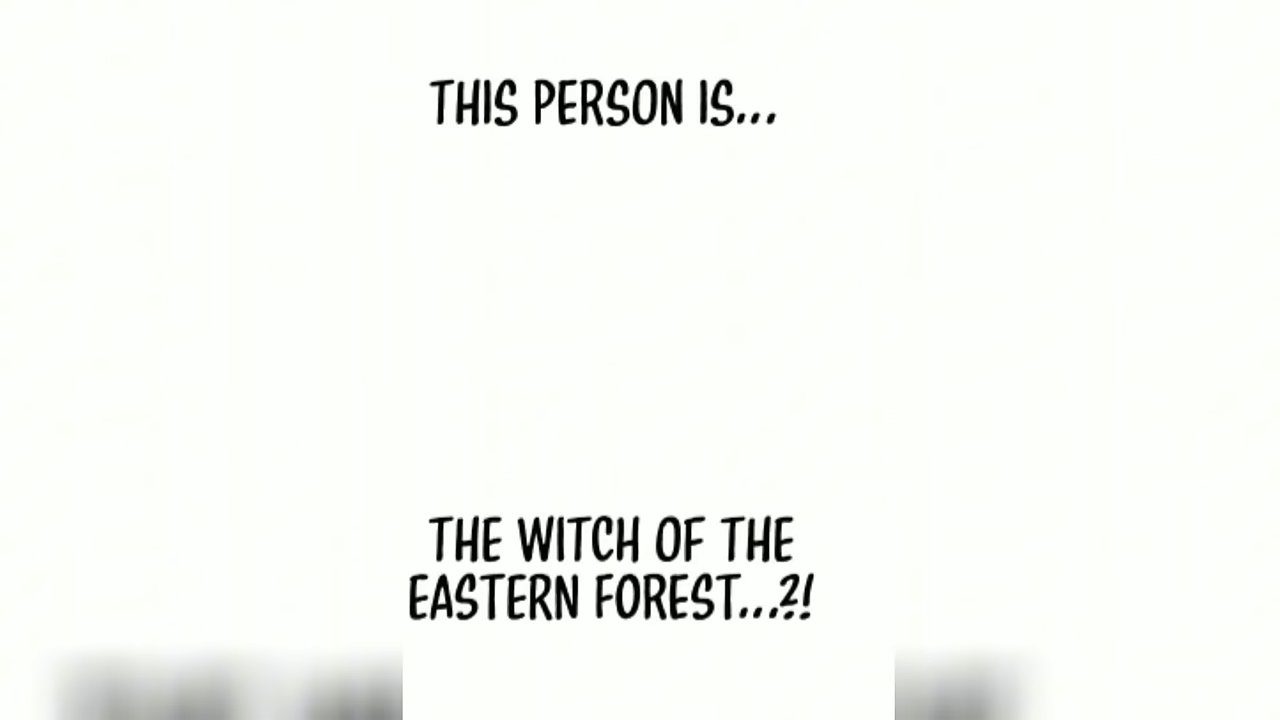 THIS PERSON IS...
THE WITCH OF THE
EASTERN FOREST...?!